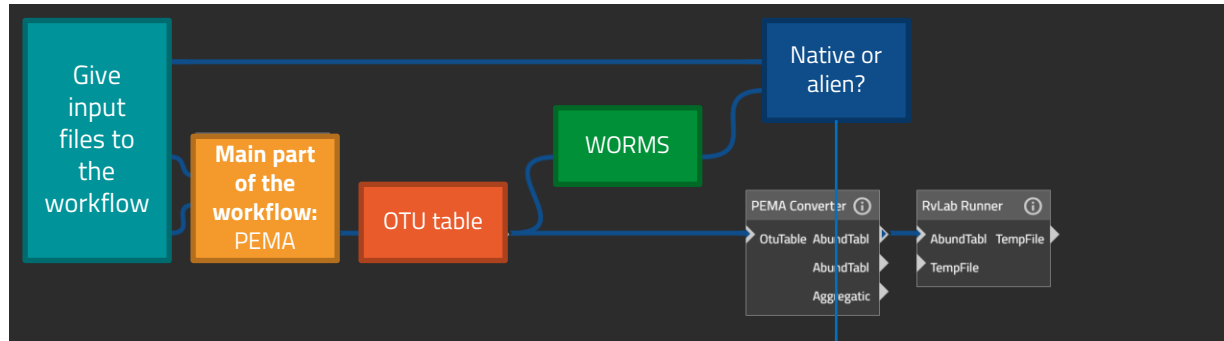 Give
input
files to
the
workflow
Main part
of the
workflow:
PEMA
OTU table
WORMS
Native or
alien?
PEMA Converter
OtuTable AbundTabl
AbundTabl
Aggregatic
RvLab Runner
AbundTabl TempFile
TempFile